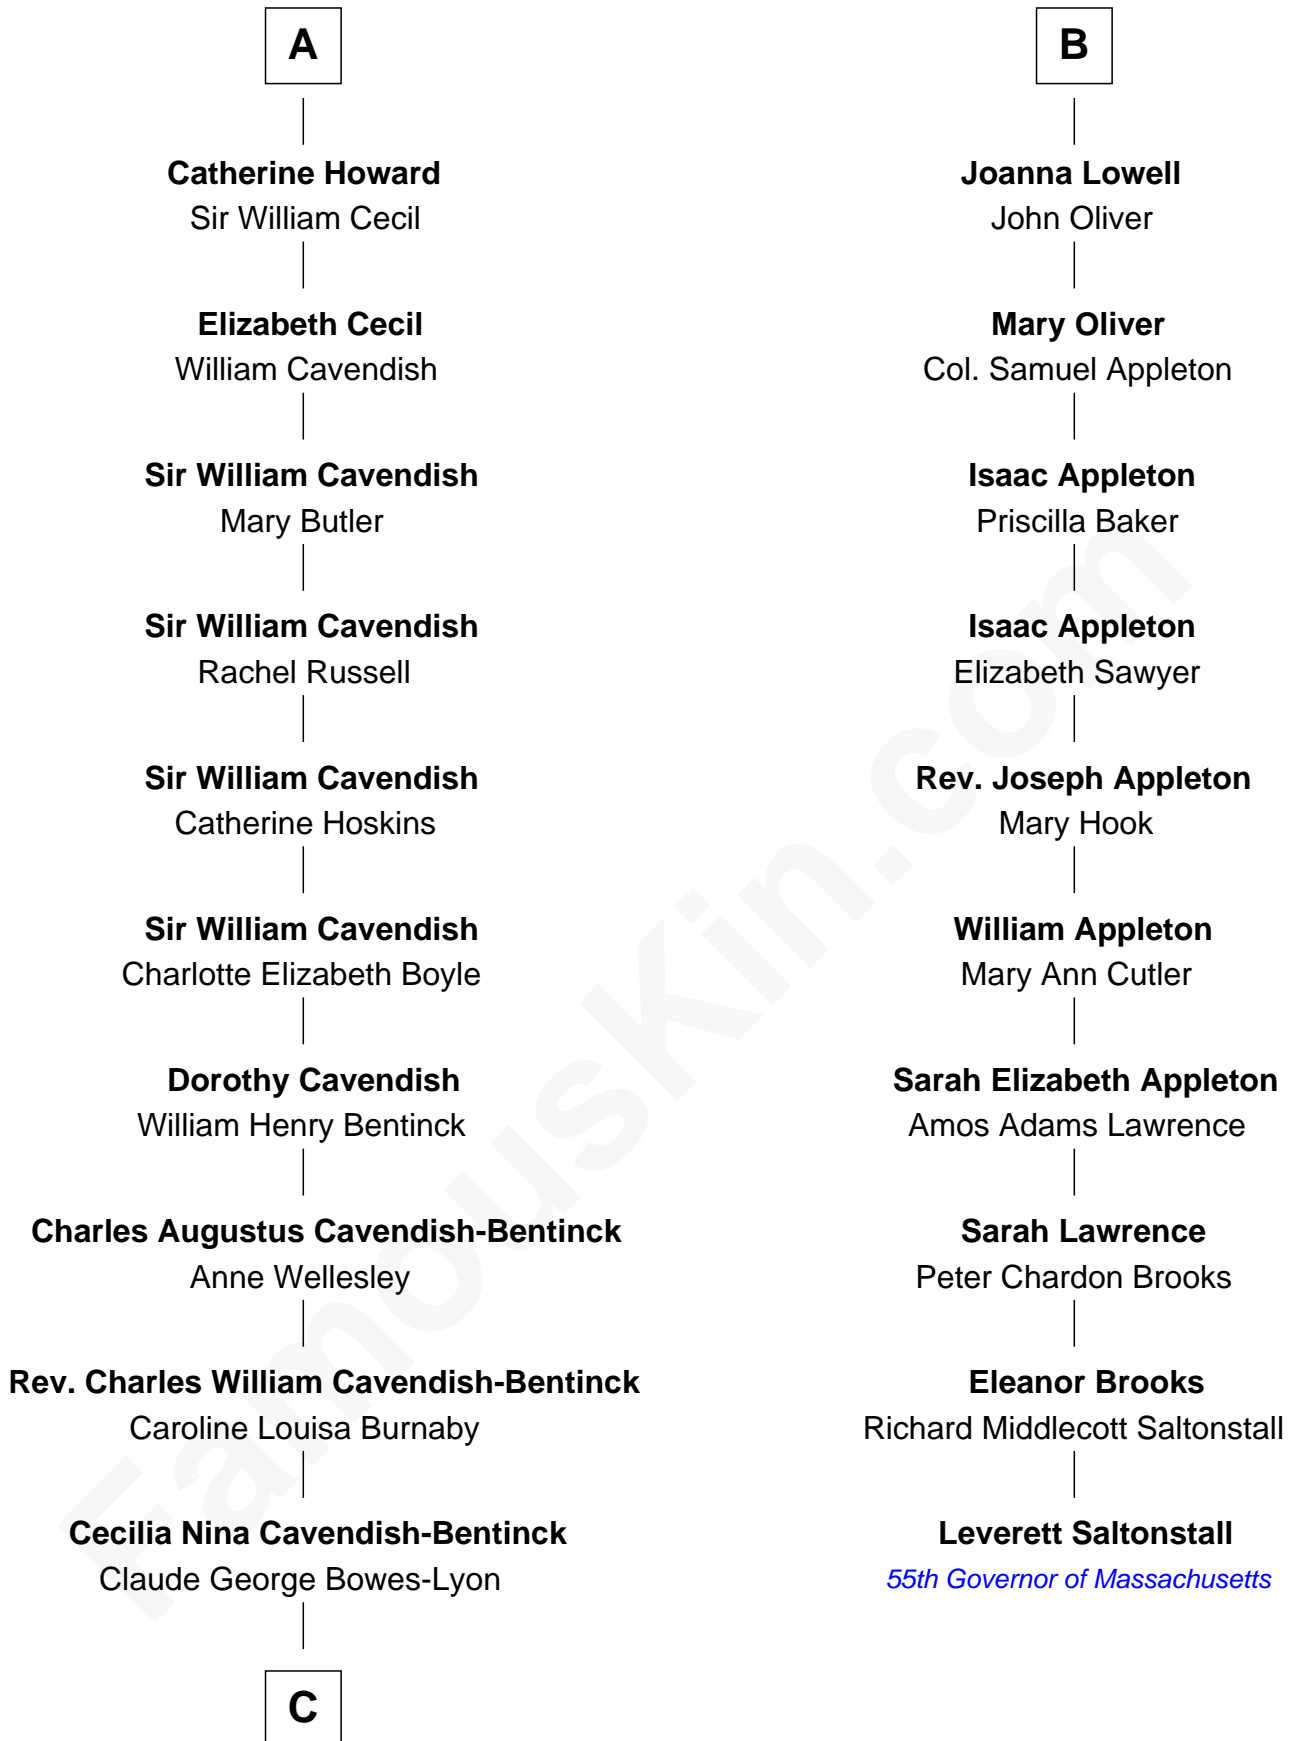 A
Catherine Howard
Sir William Cecil
Elizabeth Cecil
William Cavendish
Sir William Cavendish
Mary Butler
Sir William Cavendish
Rachel Russell
Sir William Cavendish
Catherine Hoskins
Sir William Cavendish
Charlotte Elizabeth Boyle
Dorothy Cavendish
William Henry Bentinck
Charles Augustus Cavendish-Bentinck
Anne Wellesley
Rev. Charles William Cavendish-Bentinck
Caroline Louisa Burnaby
Cecilia Nina Cavendish-Bentinck
Claude George Bowes-Lyon
C
B
Joanna Lowell
John Oliver
Mary Oliver
Col. Samuel Appleton
Isaac Appleton
Priscilla Baker
Isaac Appleton
Elizabeth Sawyer
Rev. Joseph Appleton
Mary Hook
William Appleton
Mary Ann Cutler
Sarah Elizabeth Appleton
Amos Adams Lawrence
Sarah Lawrence
Peter Chardon Brooks
Eleanor Brooks
Richard Middlecott Saltonstall
Leverett Saltonstall
55th Governor of Massachusetts
FamousKin.com